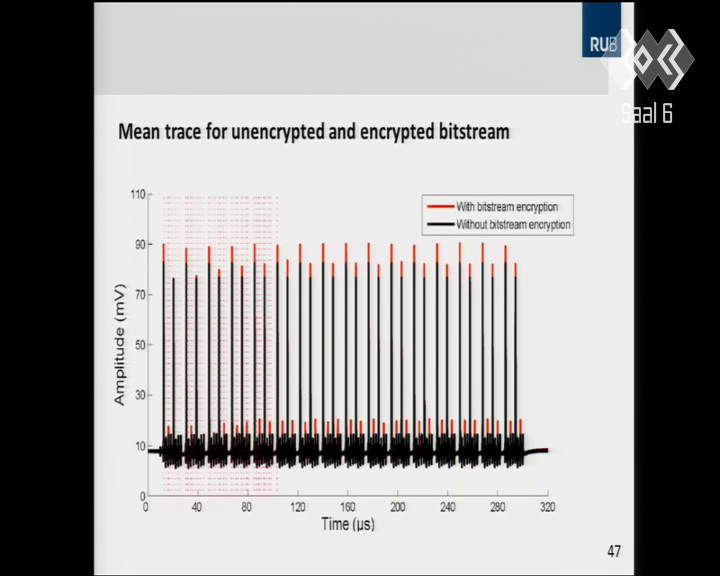 RUB
Saal 6
Mean trace for unencrypted and encrypted bitstream
With bitstream encryption
Without bitstream encryption
Amplitude (mV)
110
90
70
50
30
10
0
0 40 80 120 160 200 240 280 320
Time (µs)
47